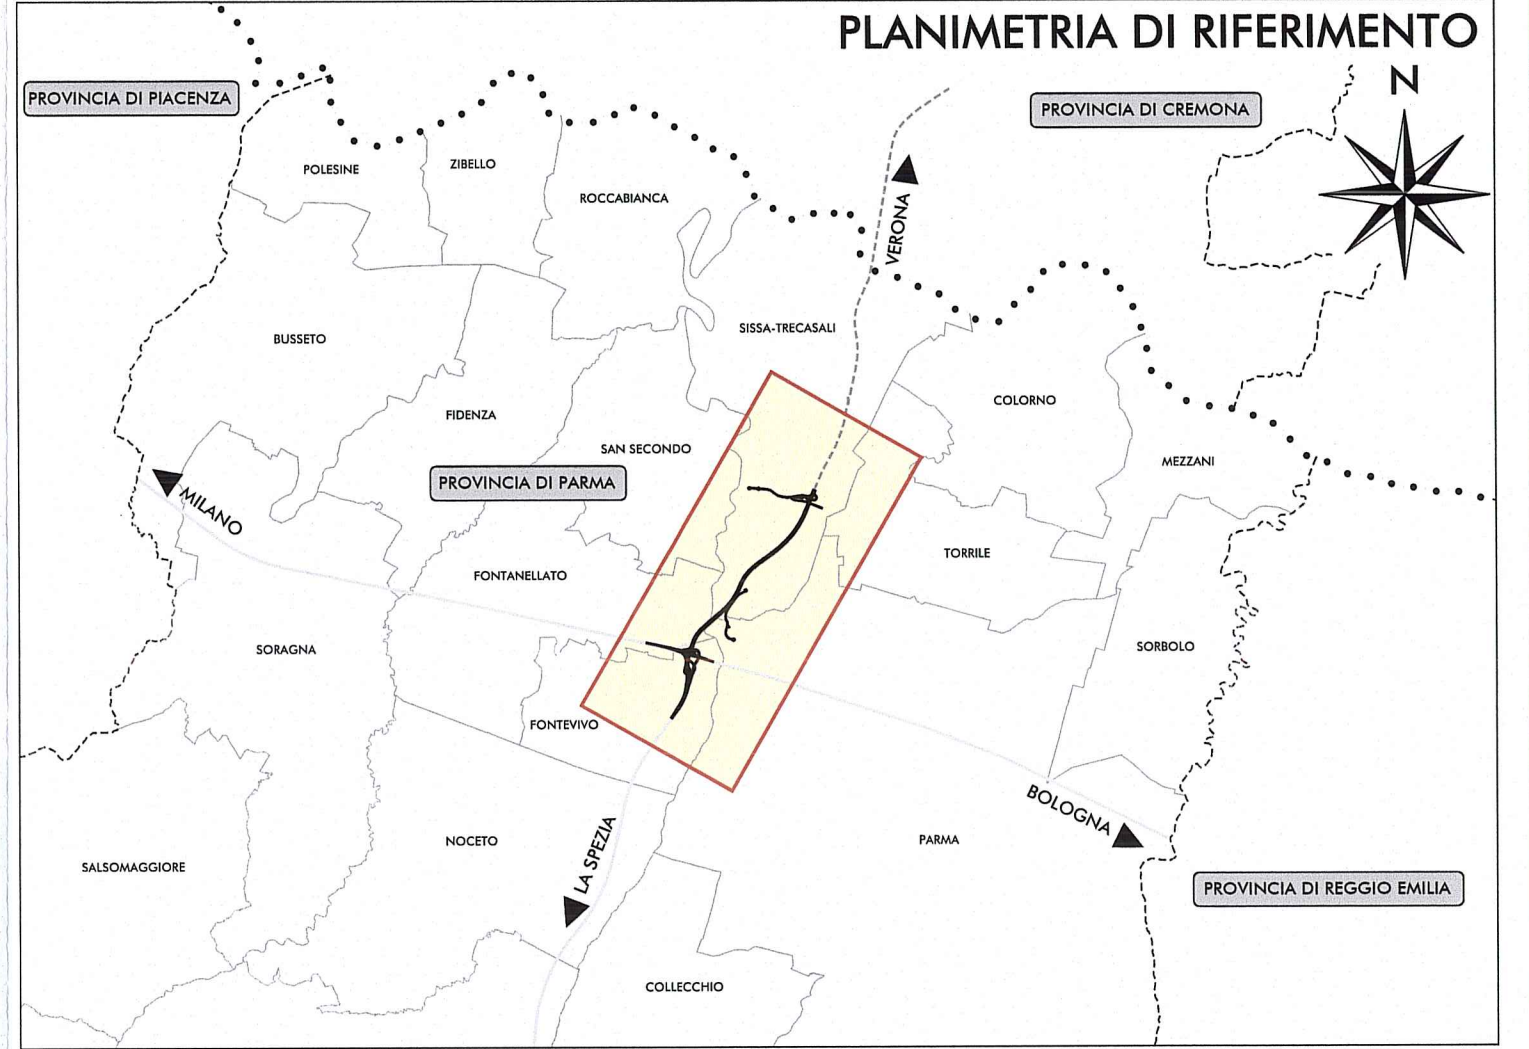 PLANIMETRIA DI RIFERIMENTO
N
PROVINCIA DI PIACENZA
PROVINCIA DI CREMONA
POLESINE
ZIBELLO
ROCCABIANCA
VERONA
BUSSETO
SISSA-TRECASALI
COLORNO
FIDENZA
SAN SECONDO
MEZZANI
PROVINCIA DI PARMA
MILANO
TORRILE
FONTANELLATO
SORAGNA
SORBOLO
FONTEVIVO
BOLOGNA
NOCETO
LA SPEZIA
PARMA
SALSOMAGGIORE
PROVINCIA DI REGGIO EMILIA
COLLECCHIO